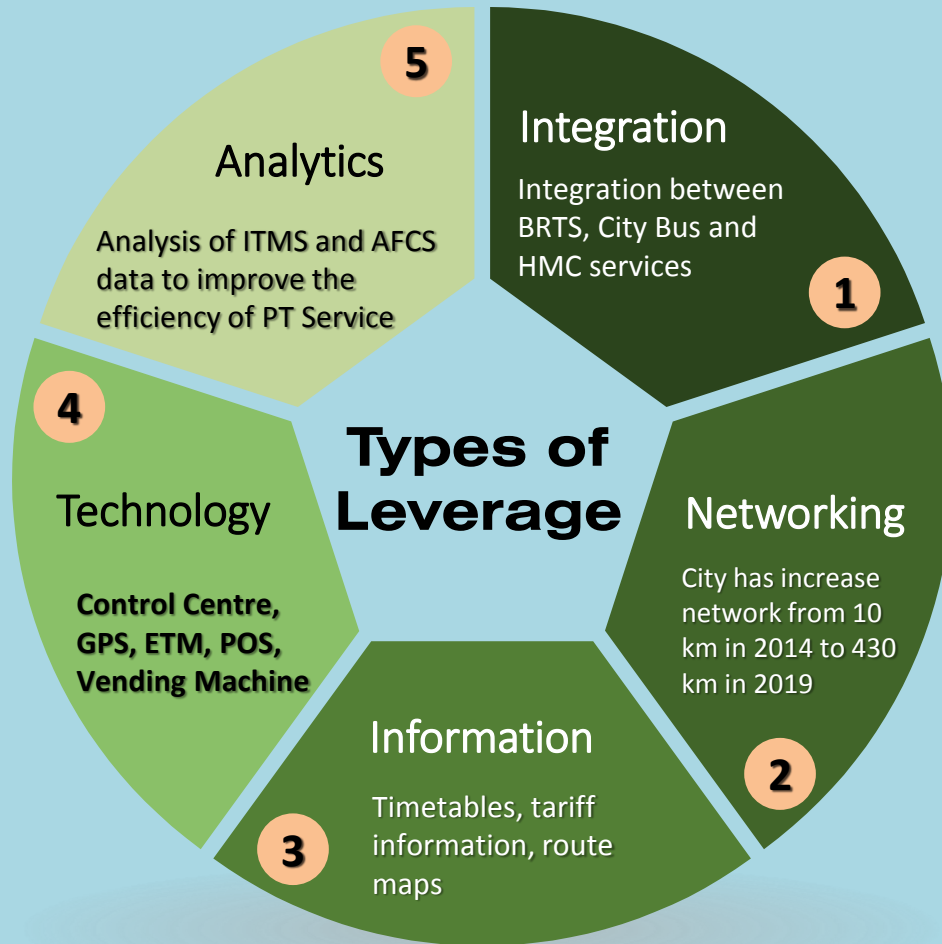 Types of
Leverage
Integration
Integration between
BRTS, City Bus and
HMC services
1
Networking
City has increase
network from 10
km in 2014 to 430
km in 2019
2
Information
Timetables, tariff
information, route
maps
3
Technology
Control Centre,
GPS, ETM, POS,
Vending Machine
4
Analytics
Analysis of ITMS and AFCS
data to improve the
efficiency of PT Service
5